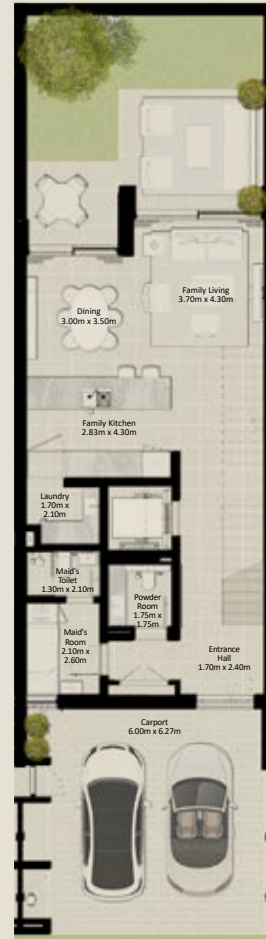 Family Living
3.70m x 4.30m
Dining
3.00m x 3.50m
Family Kitchen
2.83m x 4.30m
Laundry
1.70m x
2.10m
Maid's
Toilet
1.30m x 2.10m
Powder
Room
1.75m x
1.75m
Maid's
Room
2.10m x
2.60m
Entrance
Hall
1.70m x 2.40m
Carport
6.00m x 6.27m